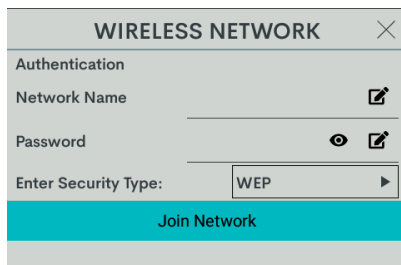 WIRELESS NETWORK
Authentication
Network Name
Password
Enter Security Type: WEP
Join Network